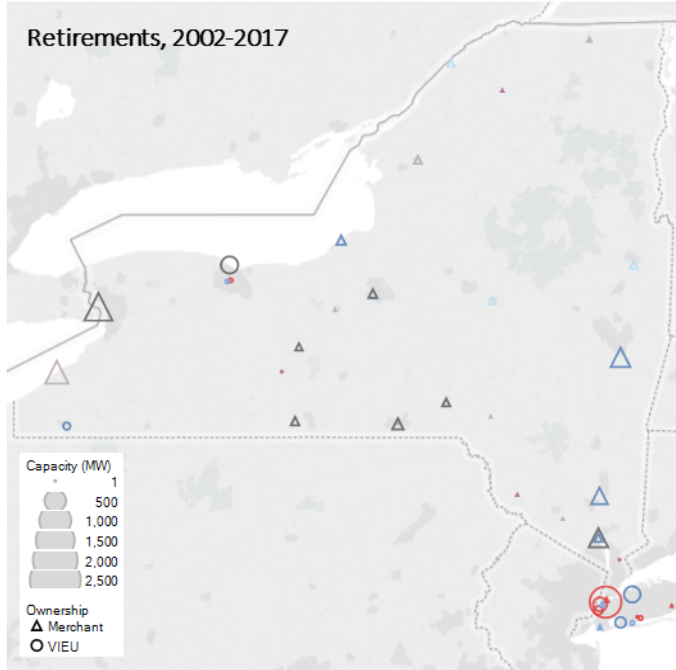 Retirements, 2002-2017
Capacity (MW)
1
500
1,000
1,500
2,000
2,500
Ownership
Merchant
VIEU